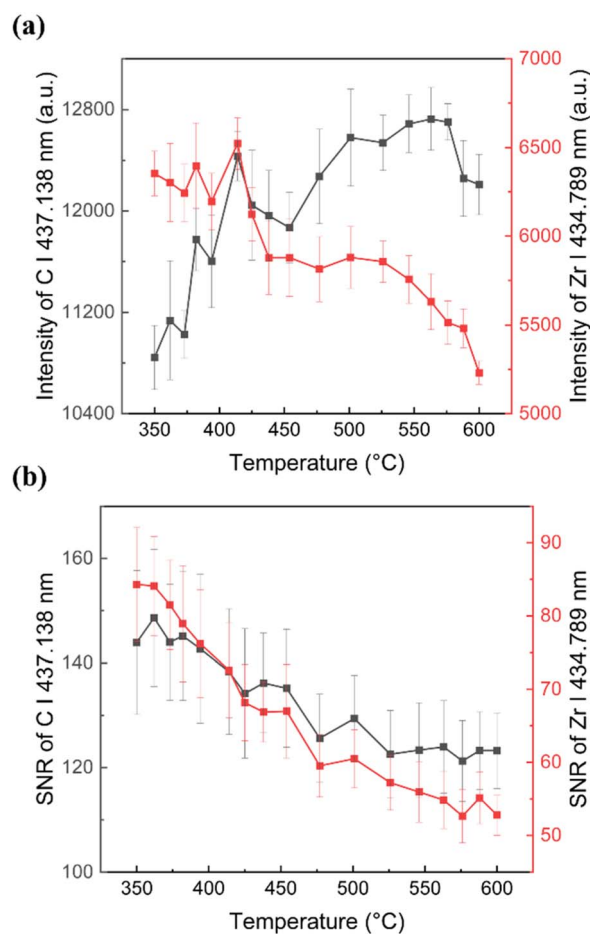 (a)
Intensity of C I 437.138 nm (a.u.)
12800
12000
11200
10400
7000
6500
6000
5500
5000
Intensity of Zr I 434.789 nm (a.u.)
350 400 450 500 550 600
Temperature (°C)
(b)
SNR of C I 437.138 nm
160
140
120
100
90
80
70
60
50
SNR of Zr I 434.789 nm
350 400 450 500 550 600
Temperature (°C)